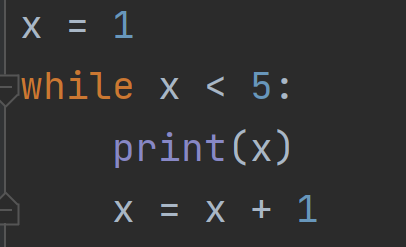 x = 1
while x < 5:
    print(x)
    x = x + 1